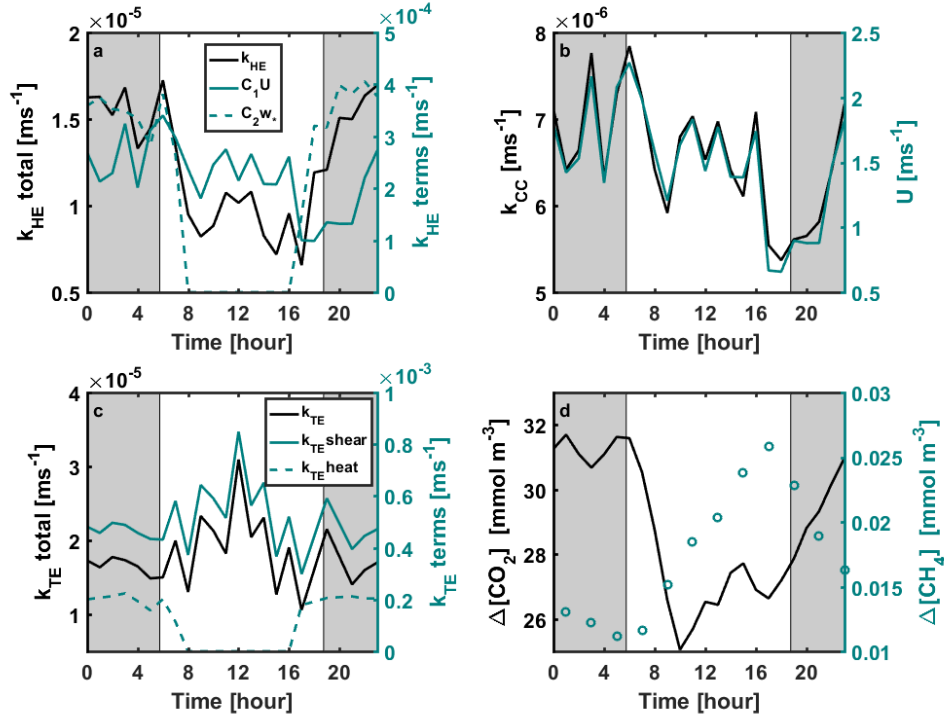 ×10⁻⁵
×10⁻⁴
a
2
1.5
1
0.5
k_HE total [ms⁻¹]
k_HE
C₁U
C₂w*
5
4
3
2
1
0
k_HE terms [ms⁻¹]
0 4 8 12 16 20
Time [hour]
×10⁻⁶
b
8
7
6
5
k_CC [ms⁻¹]
2.5
2
1.5
1
0.5
U [ms⁻¹]
0 4 8 12 16 20
Time [hour]
×10⁻⁵
×10⁻³
c
4
3
2
1
k_TE total [ms⁻¹]
k_TE
k_TE shear
k_TE heat
1
0.8
0.6
0.4
0.2
0
k_TE terms [ms⁻¹]
0 4 8 12 16 20
Time [hour]
d
32
30
28
26
Δ[CO₂] [mmol m⁻³]
0.03
0.025
0.02
0.015
0.01
Δ[CH₄] [mmol m⁻³]
0 4 8 12 16 20
Time [hour]